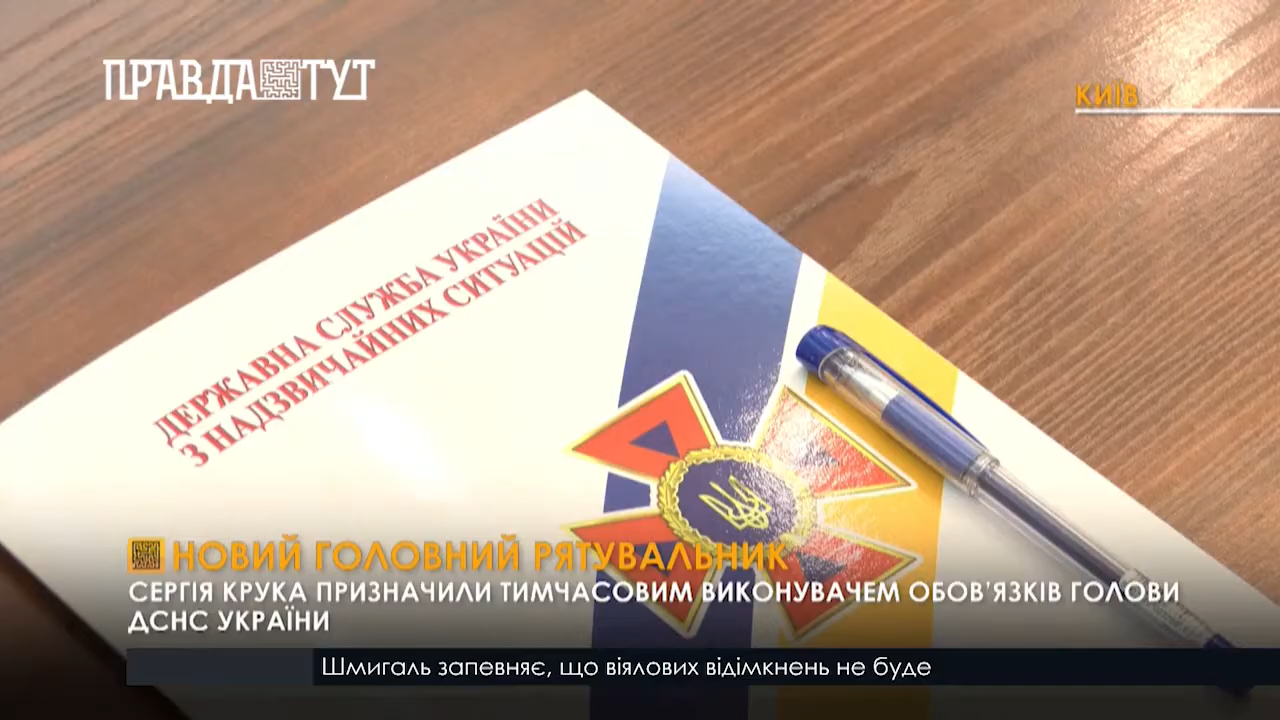 ПРАВДА ТУТ
КИЇВ
ДЕРЖАВНА СЛУЖБА УКРАЇНИ
З НАДЗВИЧАЙНИХ СИТУАЦІЙ
НОВИЙ ГОЛОВНИЙ РЯТУВАЛЬНИК
СЕРГІЯ КРУКА ПРИЗНАЧИЛИ ТИМЧАСОВИМ ВИКОНУВАЧЕМ ОБОВ'ЯЗКІВ ГОЛОВИ
ДСНС УКРАЇНИ
Шмигаль запевняє, що віялових відімкнень не буде